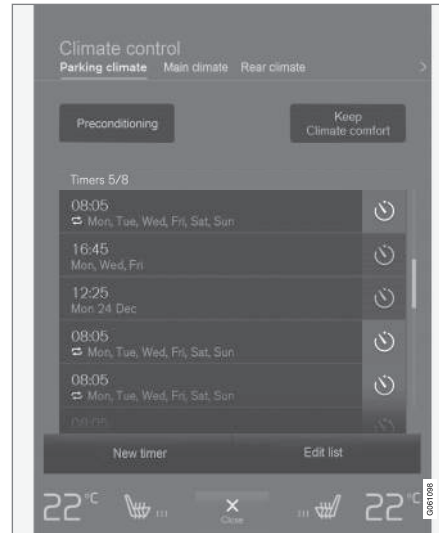 Climate control
Parking climate Main climate Rear climate
Preconditioning
Keep
Climate comfort
Timers 5/8
08:05
Mon, Tue, Wed, Fri, Sat, Sun
16:45
Mon, Wed, Fri
12:25
Mon 24 Dec
08:05
Mon, Tue, Wed, Fri, Sat, Sun
08:05
Mon, Tue, Wed, Fri, Sat, Sun
08:05
New timer Edit list
22°C 22°C
Close
G061098